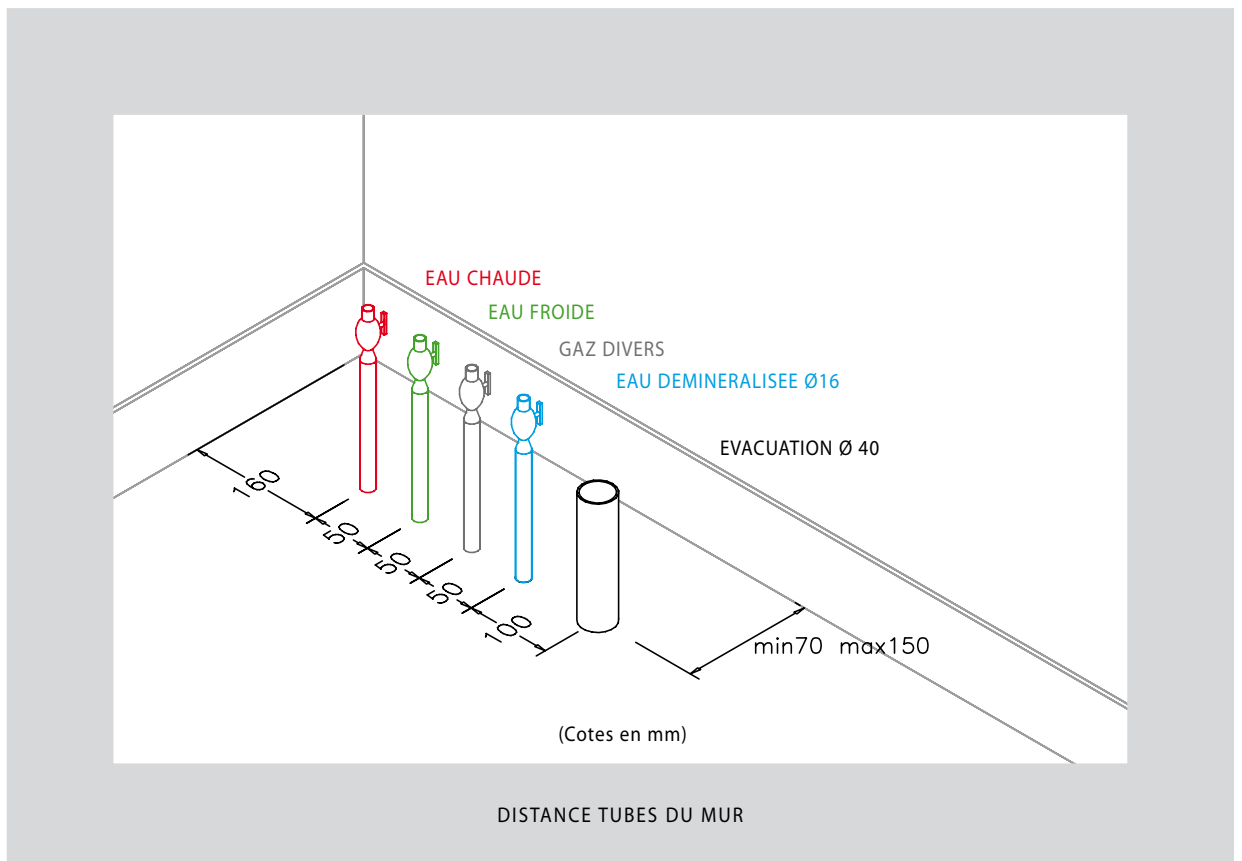 EAU CHAUDE
EAU FROIDE
GAZ DIVERS
EAU DEMINERALISEE Ø16
EVACUATION Ø 40
160
50
50
50
100
min70 max150
(Cotes en mm)
DISTANCE TUBES DU MUR